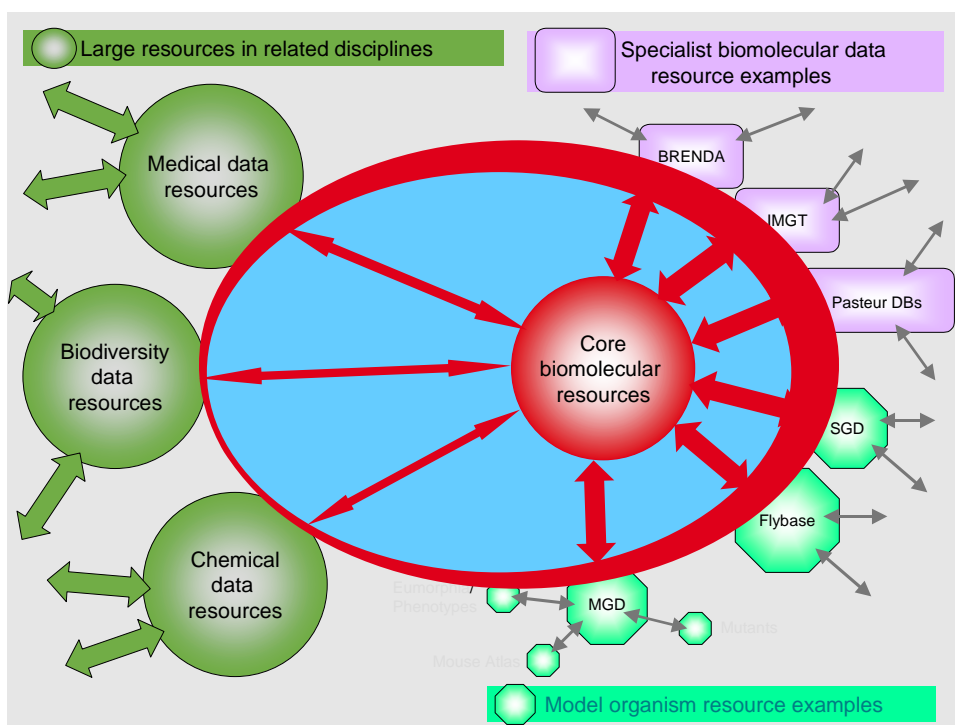 Large resources in related disciplines
Specialist biomolecular data
resource examples
Medical data
resources
BRENDA
IMGT
Pasteur DBs
Biodiversity
data
resources
Core
biomolecular
resources
SGD
Flybase
Chemical
data
resources
Phenotypes
MGD
Mutants
Mouse Atlas
Model organism resource examples